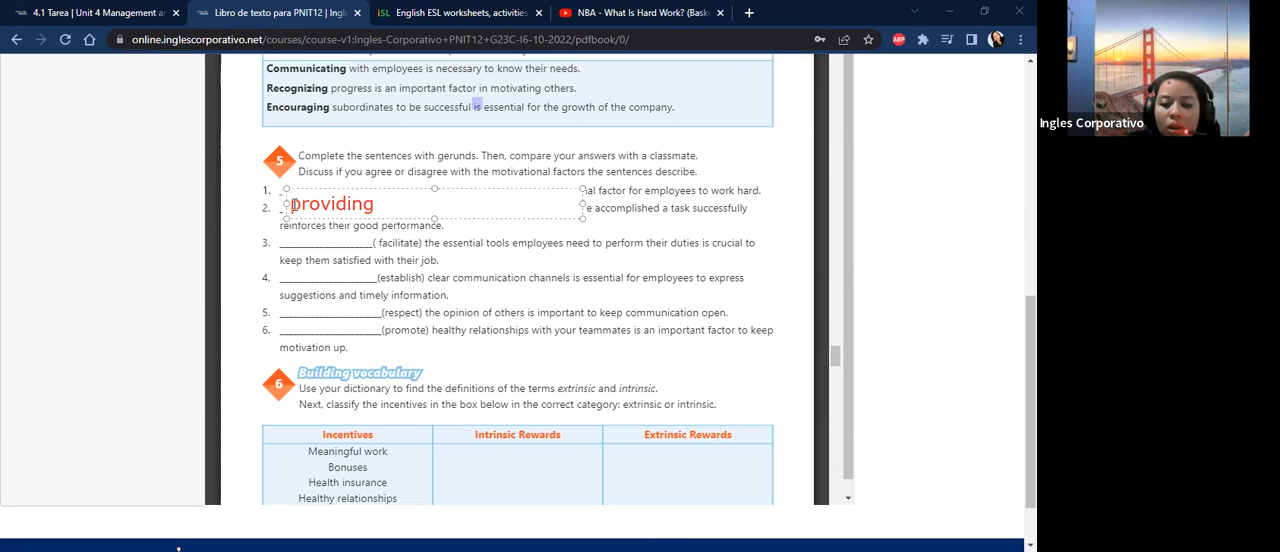 4.1 Tarea | Unit 4 Management a
Libro de texto para PNIT12 | Ingl
English ESL worksheets, activities
NBA - What Is Hard Work? (Bask
online.inglescorporativo.net/courses/course-v1:Ingles-Corporativo+PNIT12+G23C-I6-10-2022/pdfbook/0/
Communicating with employees is necessary to know their needs.
Recognizing progress is an important factor in motivating others.
Encouraging subordinates to be successful is essential for the growth of the company.
5 Complete the sentences with gerunds. Then, compare your answers with a classmate.
Discuss if you agree or disagree with the motivational factors the sentences describe.
1. al factor for employees to work hard.
providing
2. e accomplished a task successfully
reinforces their good performance.
3. ____________________( facilitate) the essential tools employees need to perform their duties is crucial to
keep them satisfied with their job.
4. _____________________(establish) clear communication channels is essential for employees to express
suggestions and timely information.
5. ______________________(respect) the opinion of others is important to keep communication open.
6. ______________________(promote) healthy relationships with your teammates is an important factor to keep
motivation up.
6 Building vocabulary
Use your dictionary to find the definitions of the terms extrinsic and intrinsic.
Next, classify the incentives in the box below in the correct category: extrinsic or intrinsic.
Incentives Intrinsic Rewards Extrinsic Rewards
Meaningful work
Bonuses
Health insurance
Healthy relationships
Ingles Corporativo
ABP